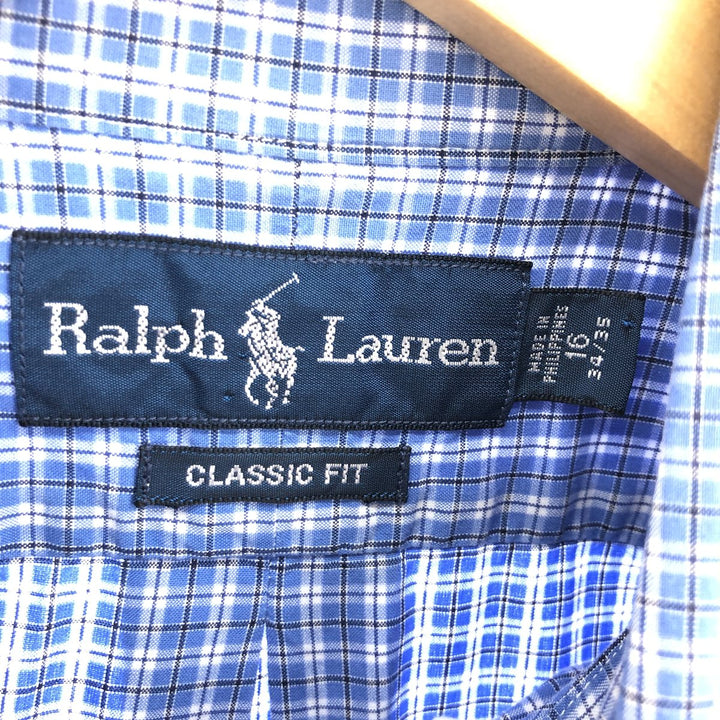 Ralph Lauren
MADE IN
PHILIPPINES
16
34/35
CLASSIC FIT